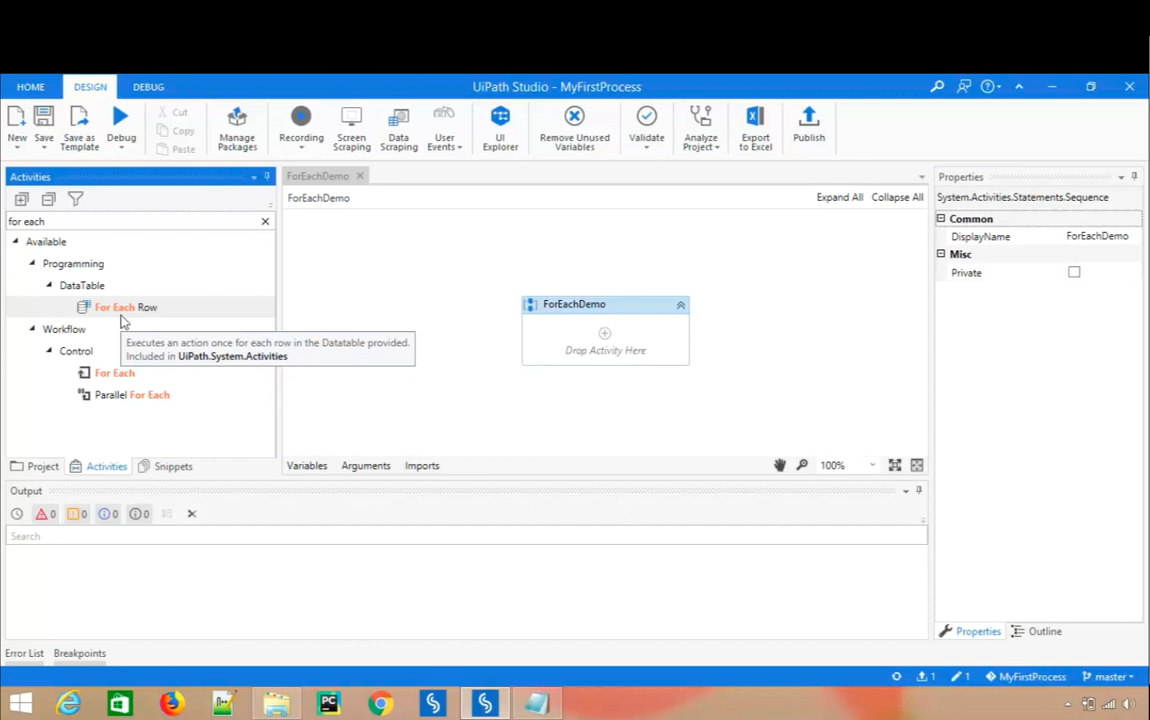 UiPath Studio - MyFirstProcess
HOME
DESIGN
DEBUG
New
Save
Save as Template
Debug
Cut
Copy
Paste
Manage Packages
Recording
Screen Scraping
Data Scraping
User Events
UI Explorer
Remove Unused Variables
Validate
Analyze Project
Export to Excel
Publish
Activities
for each
Available
Programming
DataTable
For Each Row
Workflow
Executes an action once for each row in the Datatable provided.
Included in UiPath.System.Activities
Control
For Each
Parallel For Each
Project
Activities
Snippets
ForEachDemo
ForEachDemo
Expand All
Collapse All
ForEachDemo
Drop Activity Here
Variables
Arguments
Imports
100%
Properties
System.Activities.Statements.Sequence
Common
DisplayName
ForEachDemo
Misc
Private
Properties
Outline
Output
0
0
0
0
Search
Error List
Breakpoints
1
1
MyFirstProcess
master
PC